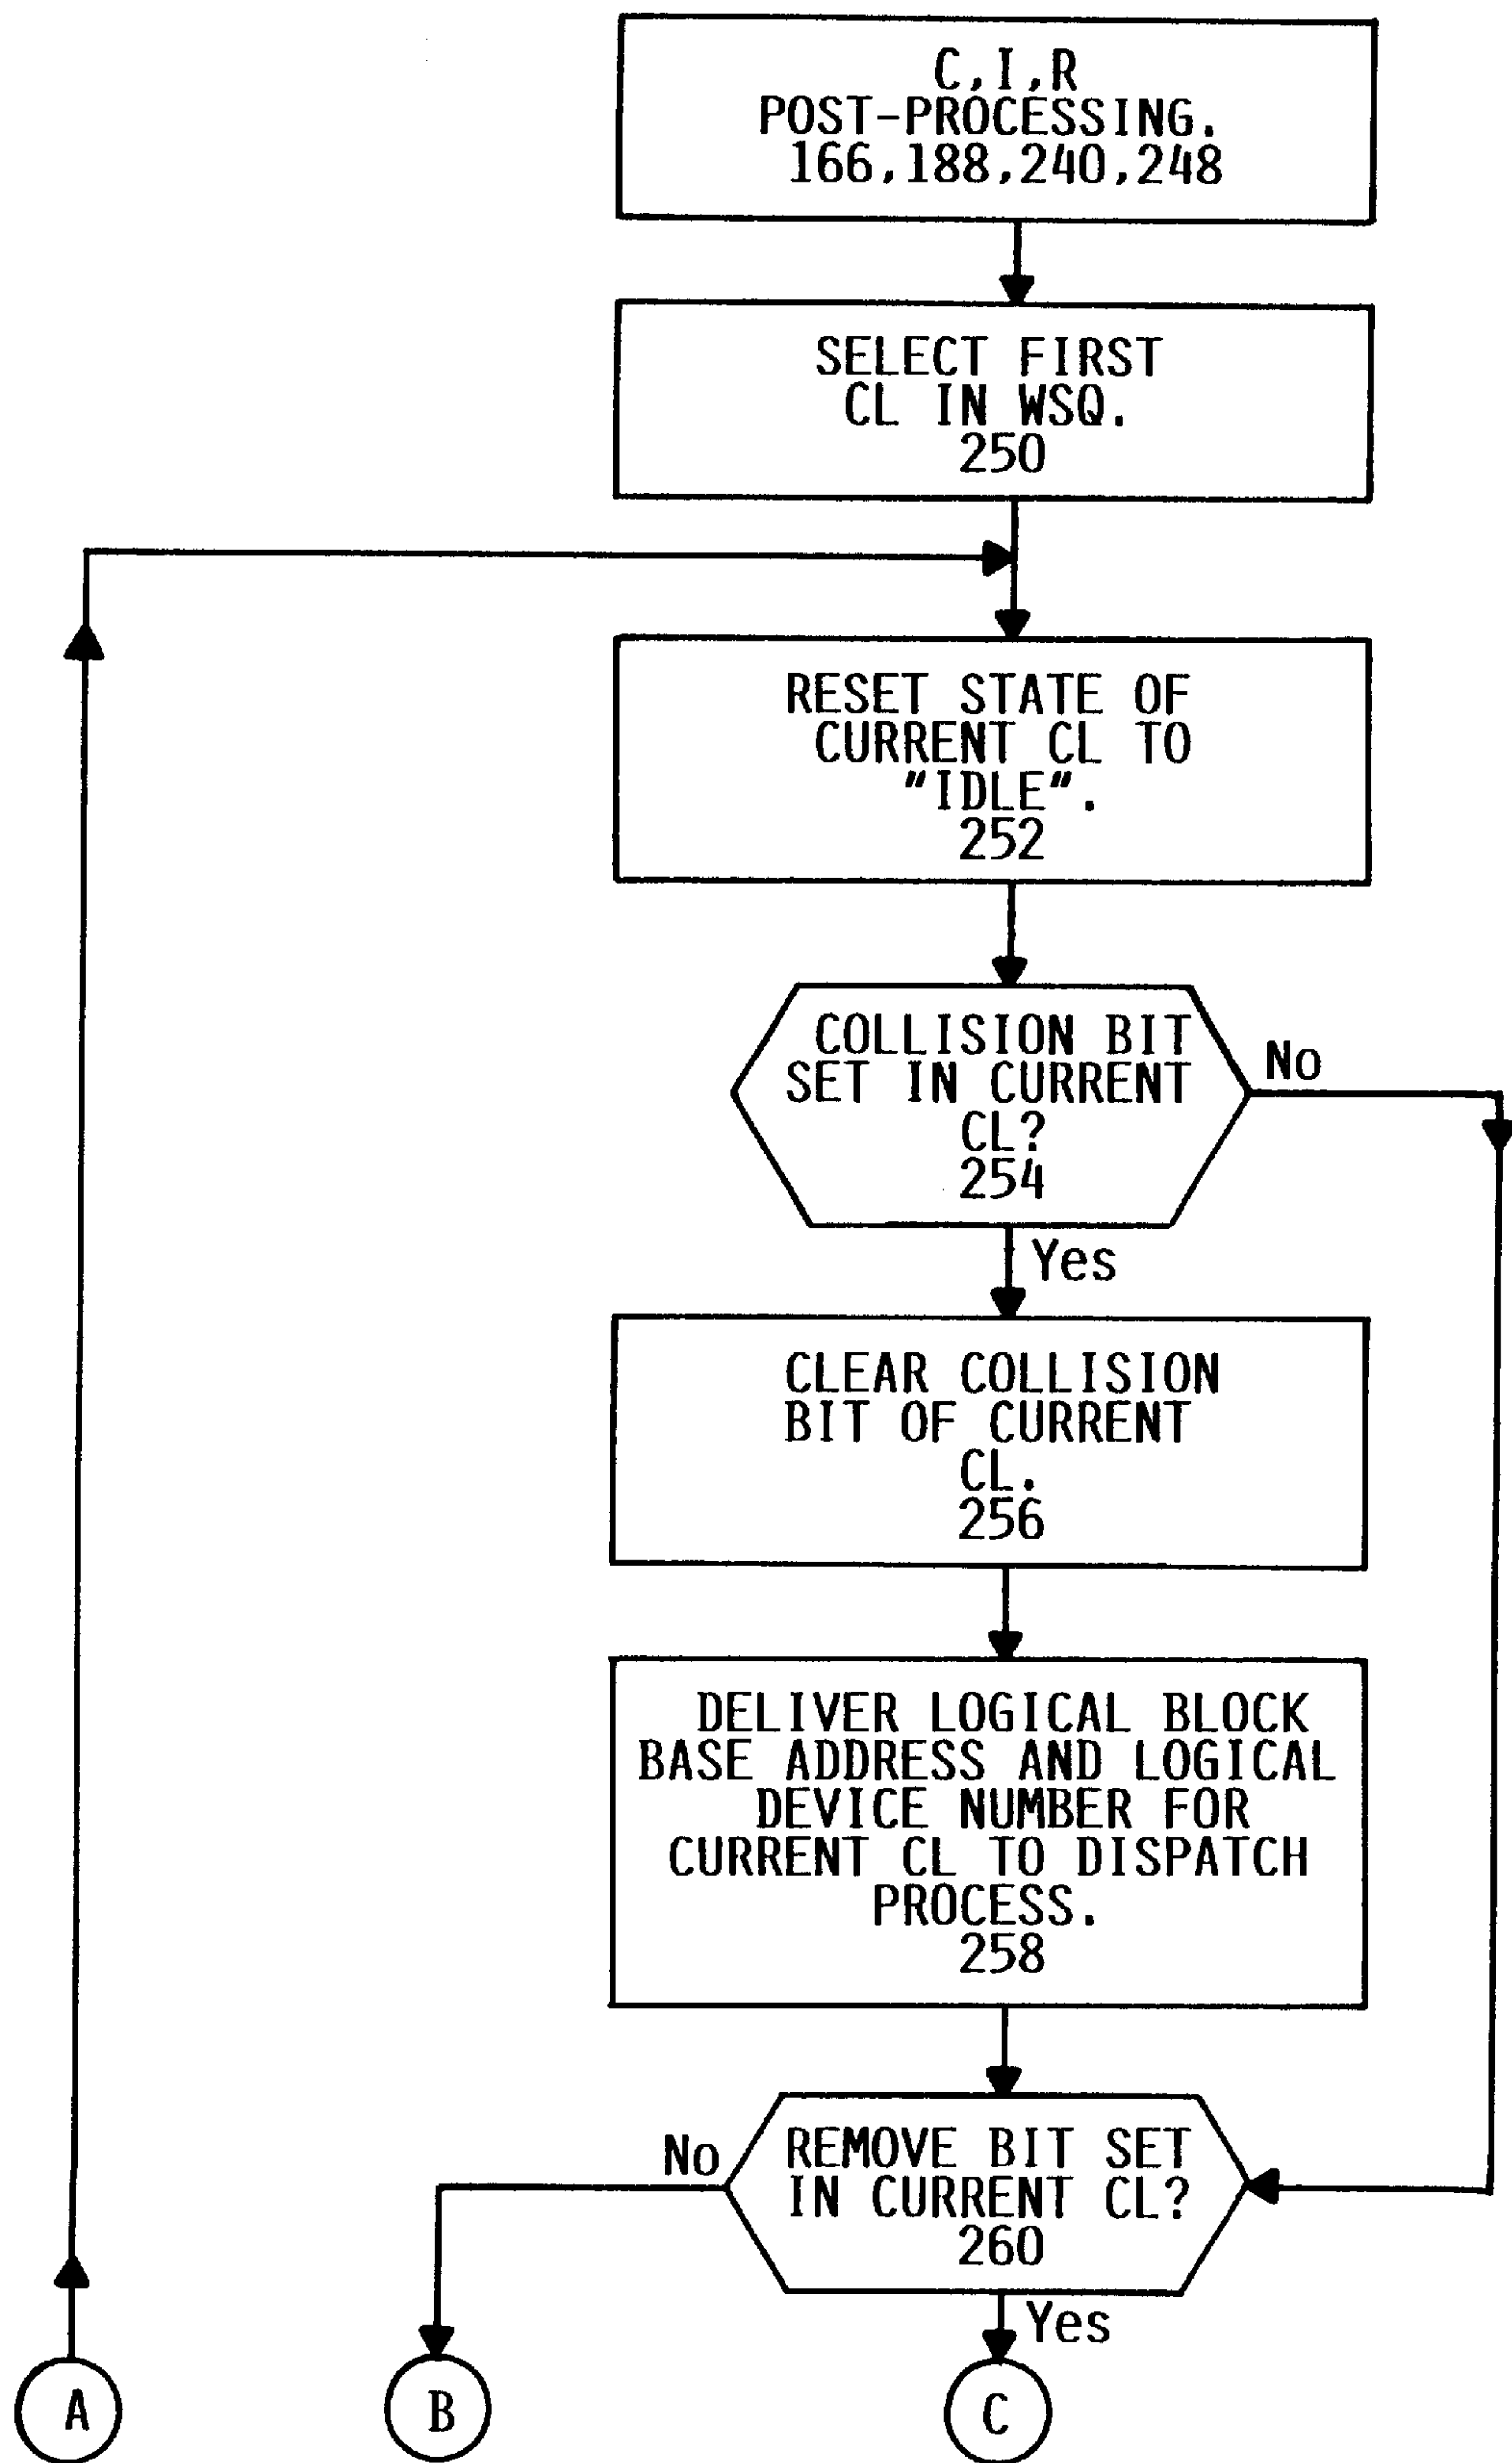 C,I,R
POST-PROCESSING.
166,188,240,248
SELECT FIRST
CL IN WSQ.
250
RESET STATE OF
CURRENT CL TO
"IDLE".
252
COLLISION BIT
SET IN CURRENT
CL?
254
No
Yes
CLEAR COLLISION
BIT OF CURRENT
CL.
256
DELIVER LOGICAL BLOCK
BASE ADDRESS AND LOGICAL
DEVICE NUMBER FOR
CURRENT CL TO DISPATCH
PROCESS.
258
No
REMOVE BIT SET
IN CURRENT CL?
260
Yes
A
B
C